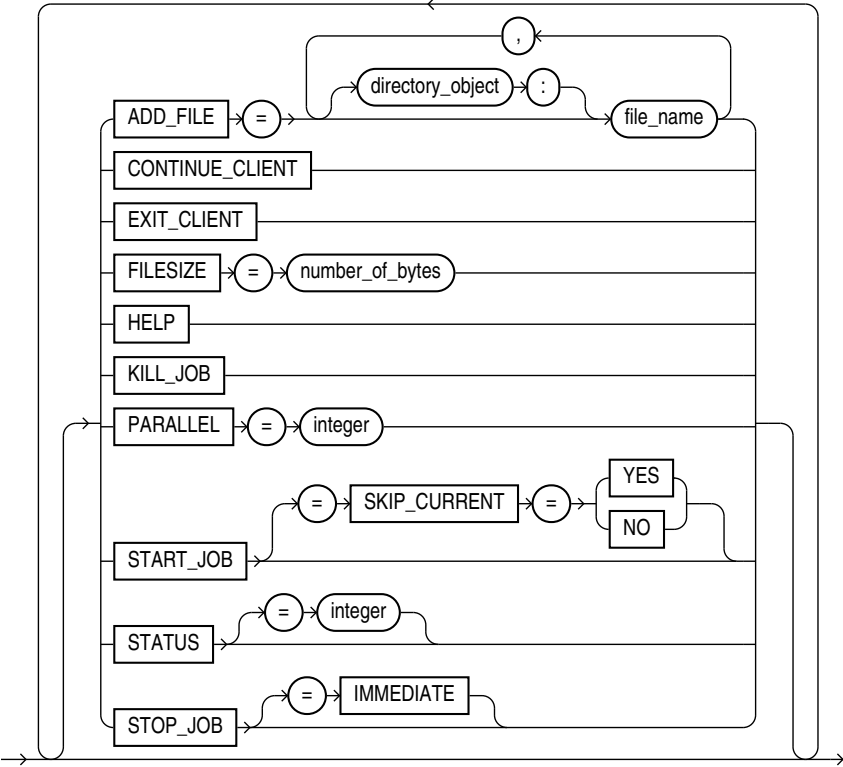 ,
directory_object :
ADD_FILE = file_name
CONTINUE_CLIENT
EXIT_CLIENT
FILESIZE = number_of_bytes
HELP
KILL_JOB
PARALLEL = integer
YES
= SKIP_CURRENT =
NO
START_JOB
= integer
STATUS
= IMMEDIATE
STOP_JOB